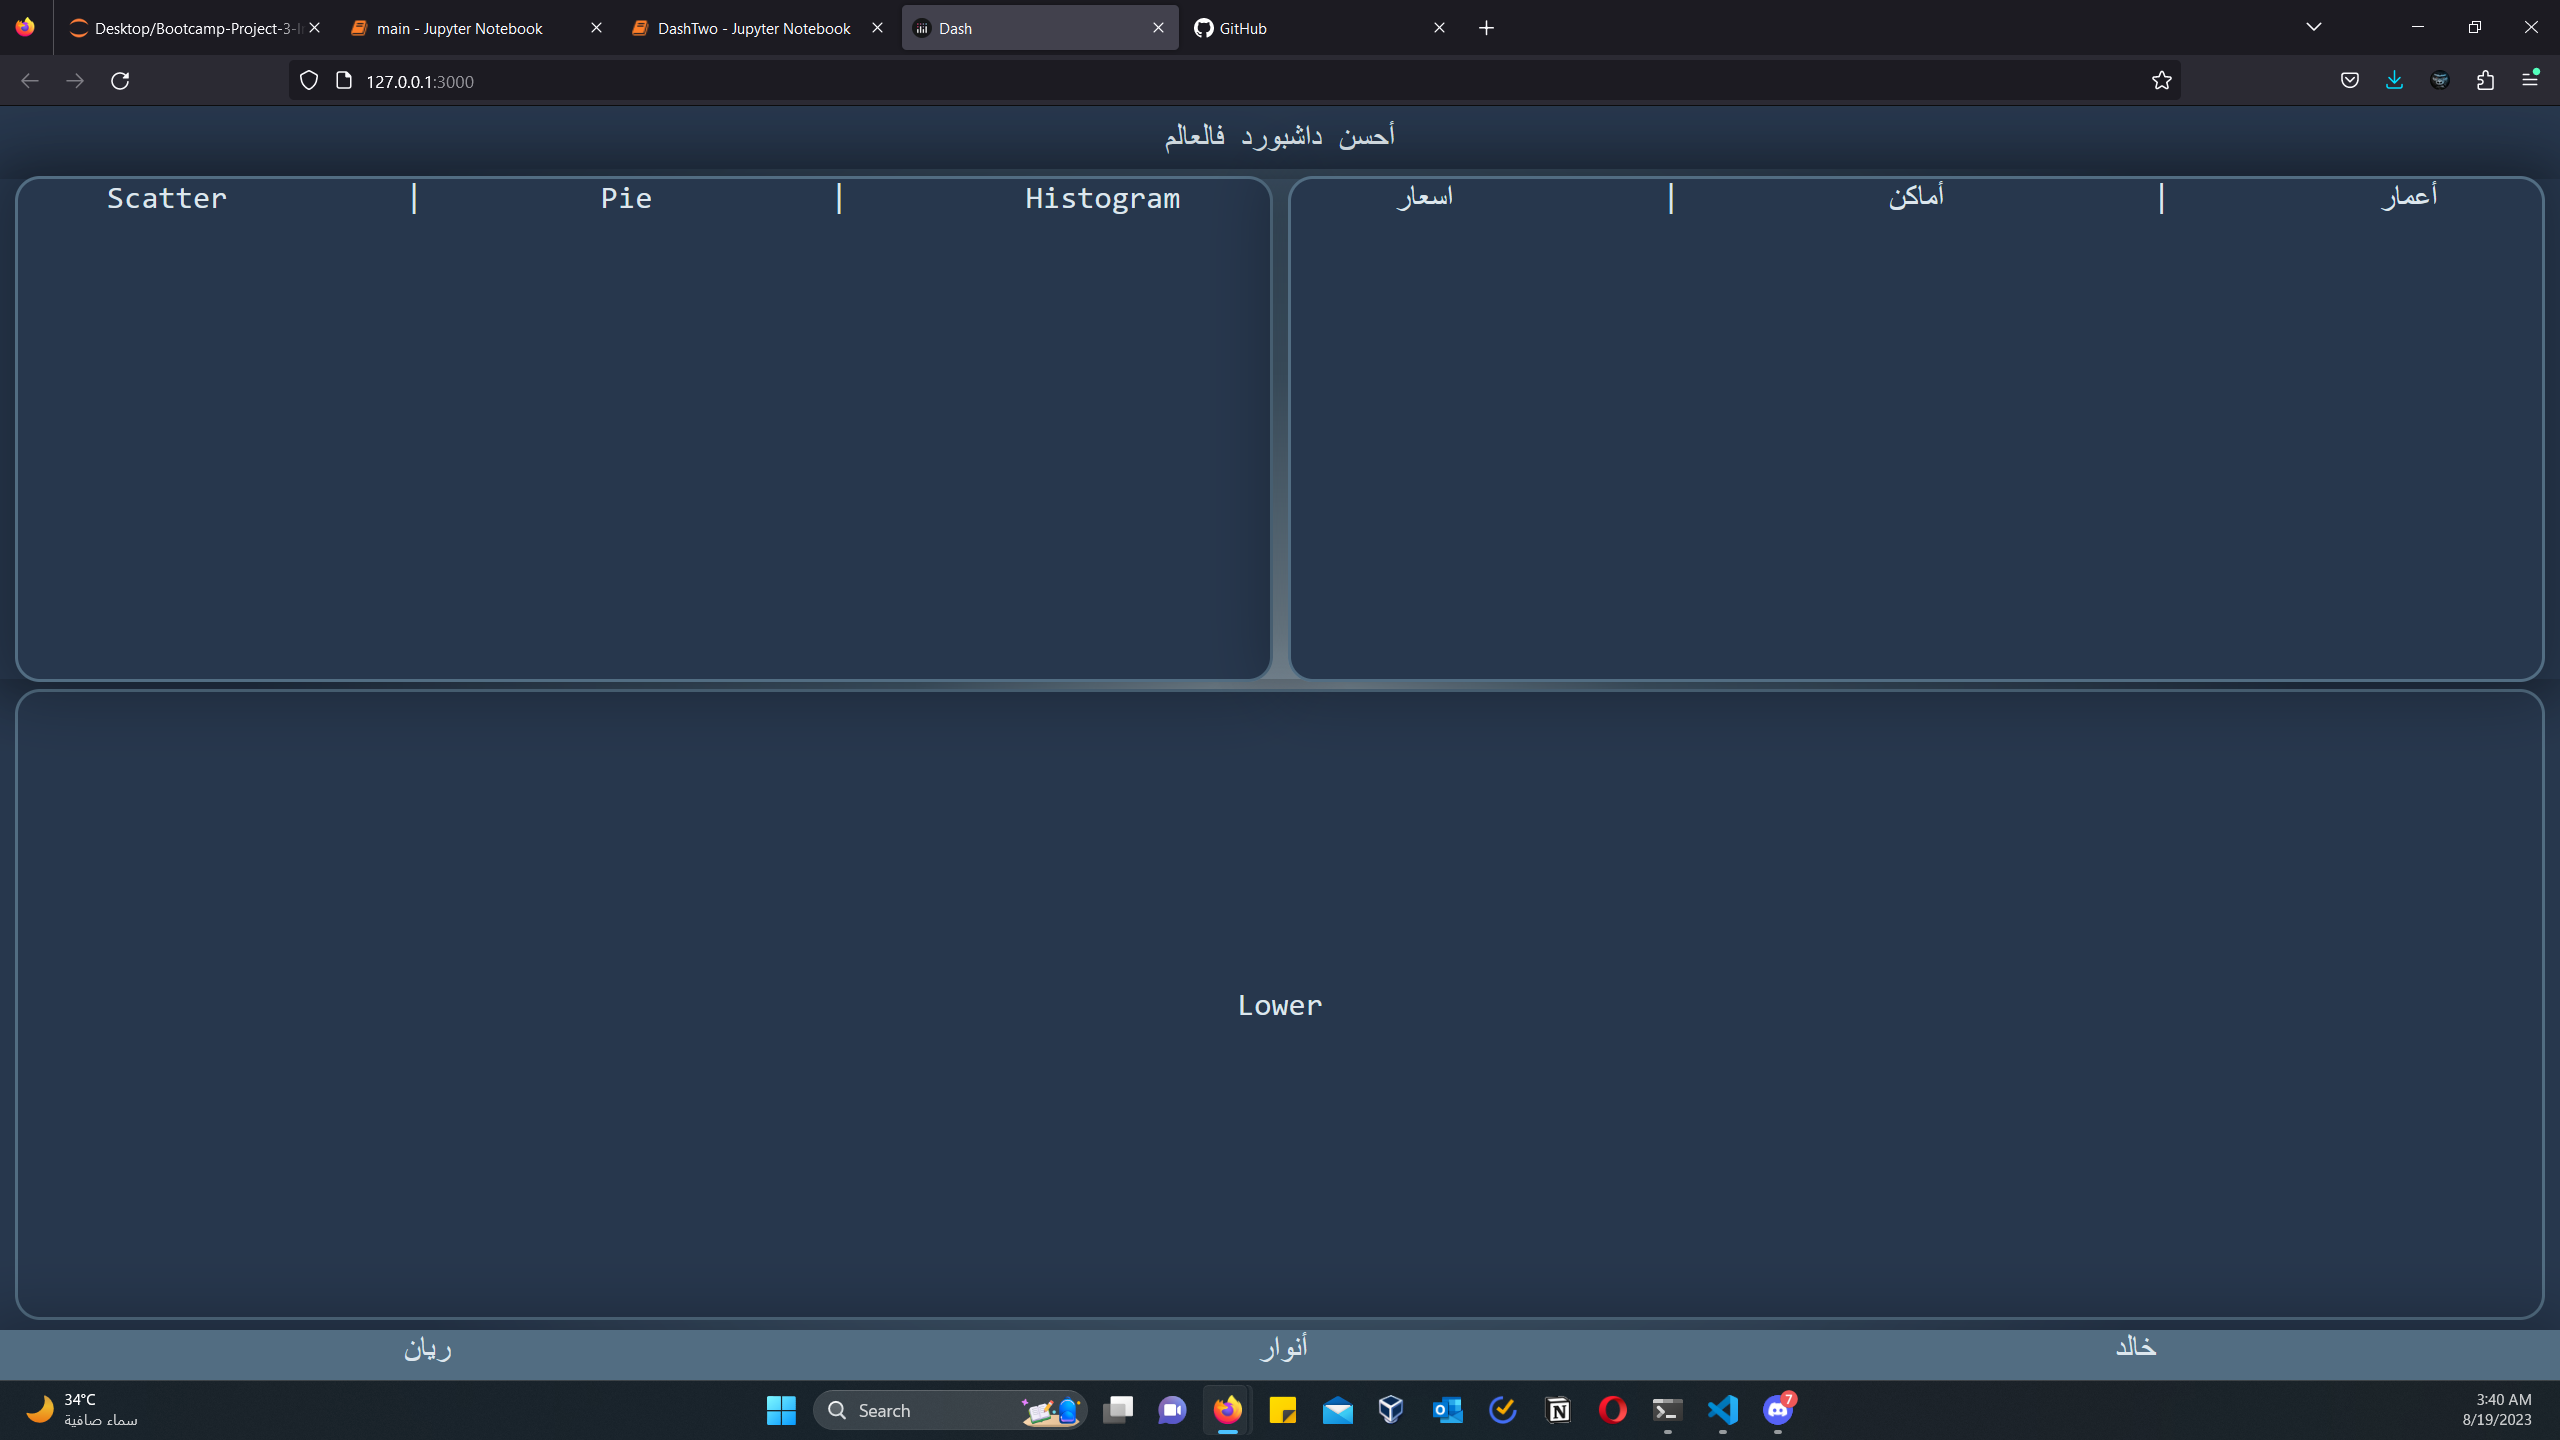 Desktop/Bootcamp-Project-3-I
main - Jupyter Notebook
DashTwo - Jupyter Notebook
Dash
GitHub
127.0.0.1:3000
أحسن داشبورد فالعالم
Scatter | Pie | Histogram
اسعار | أماكن | أعمار
Lower
ريان
أنوار
خالد
34°C
سماء صافية
Search
7
3:40 AM
8/19/2023